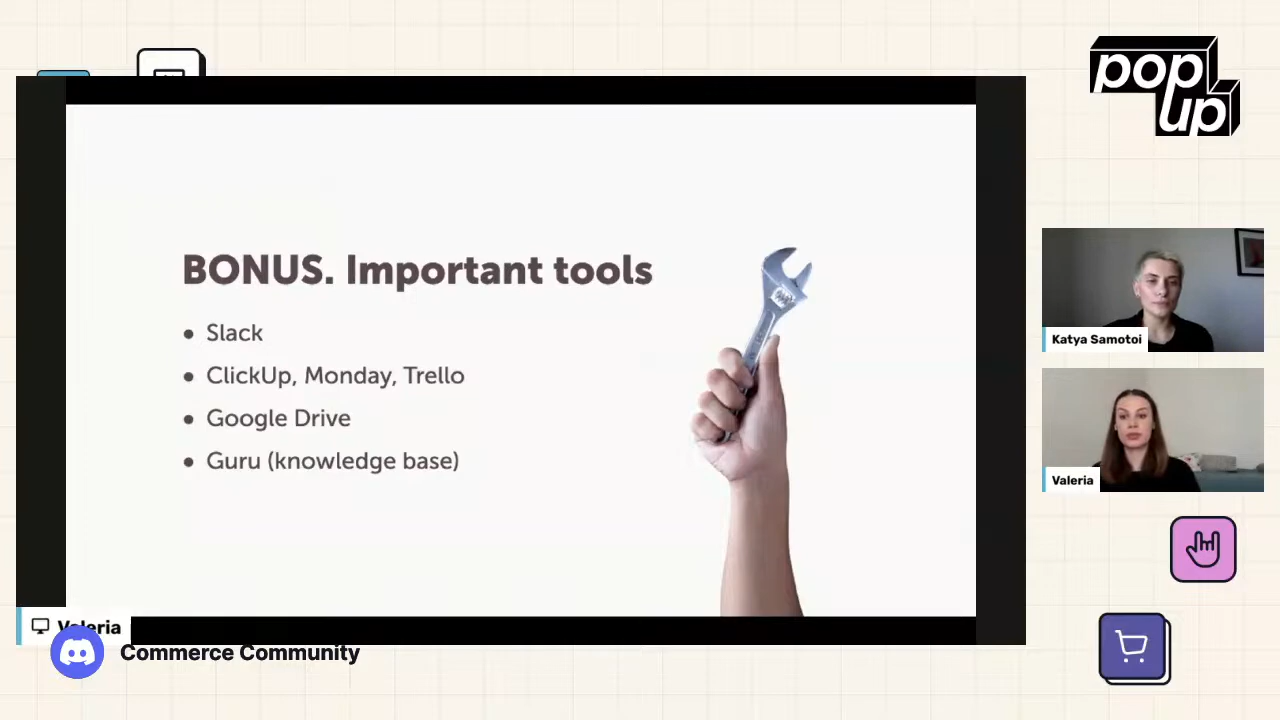 pop
up
BONUS. Important tools
Slack
ClickUp, Monday, Trello
Google Drive
Guru (knowledge base)
Katya Samotoi
Valeria
Valeria
Commerce Community